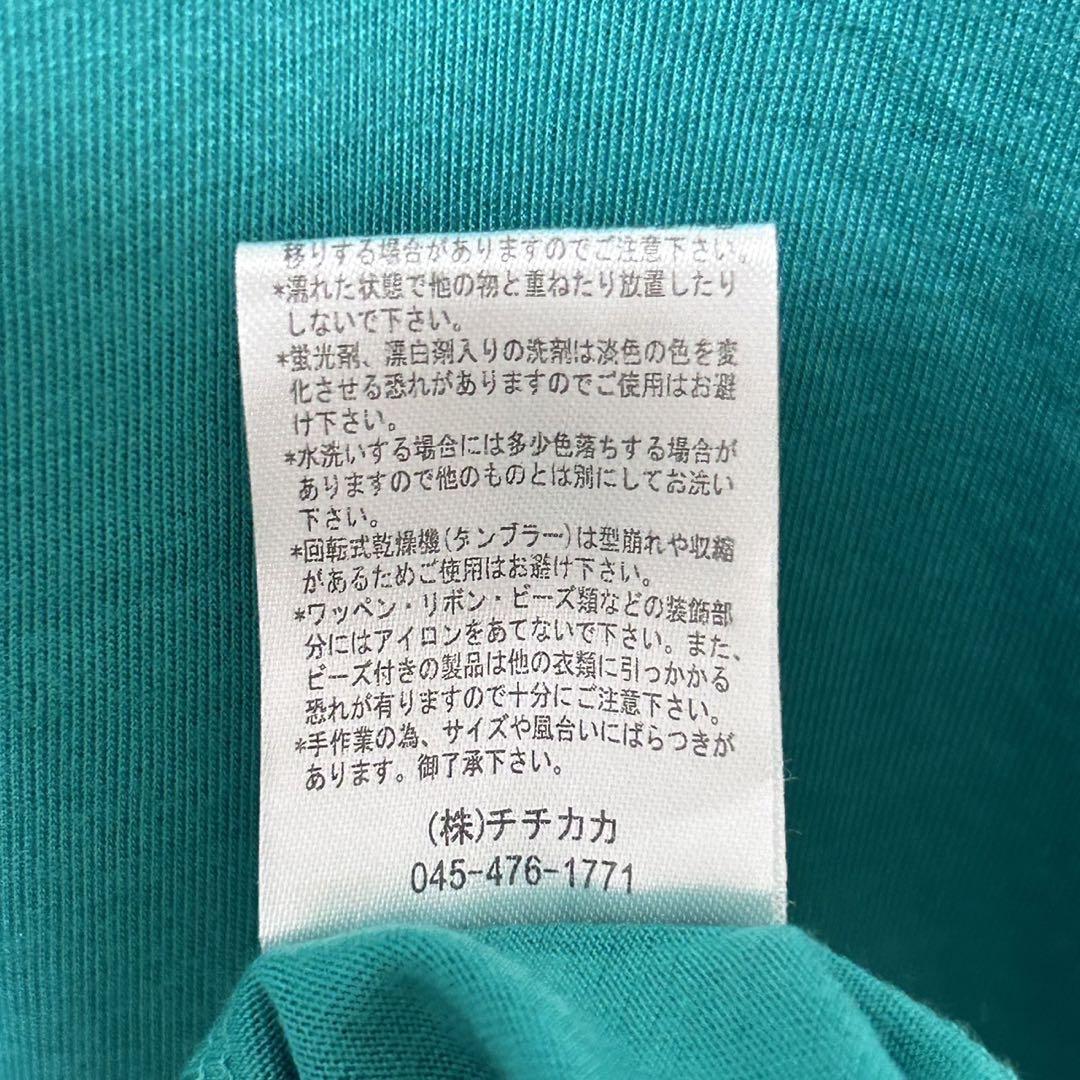 移りする場合がありますのでご注意下さい。
*濡れた状態で他の物と重ねたり放置したり
しないで下さい。
*蛍光剤、漂白剤入りの洗剤は淡色の色を変
化させる恐れがありますのでご使用はお避
け下さい。
*水洗いする場合には多少色落ちする場合が
ありますので他のものとは別にしてお洗い
下さい。
*回転式乾燥機(タンブラー)は型崩れや収縮
があるためご使用はお避け下さい。
*ワッペン・リボン・ビーズ類などの装飾部
分にはアイロンをあてないで下さい。また、
ビーズ付きの製品は他の衣類に引っかかる
恐れが有りますので十分にご注意下さい。
*手作業の為、サイズや風合いにばらつきが
あります。御了承下さい。
(株)チチカカ
045-476-1771